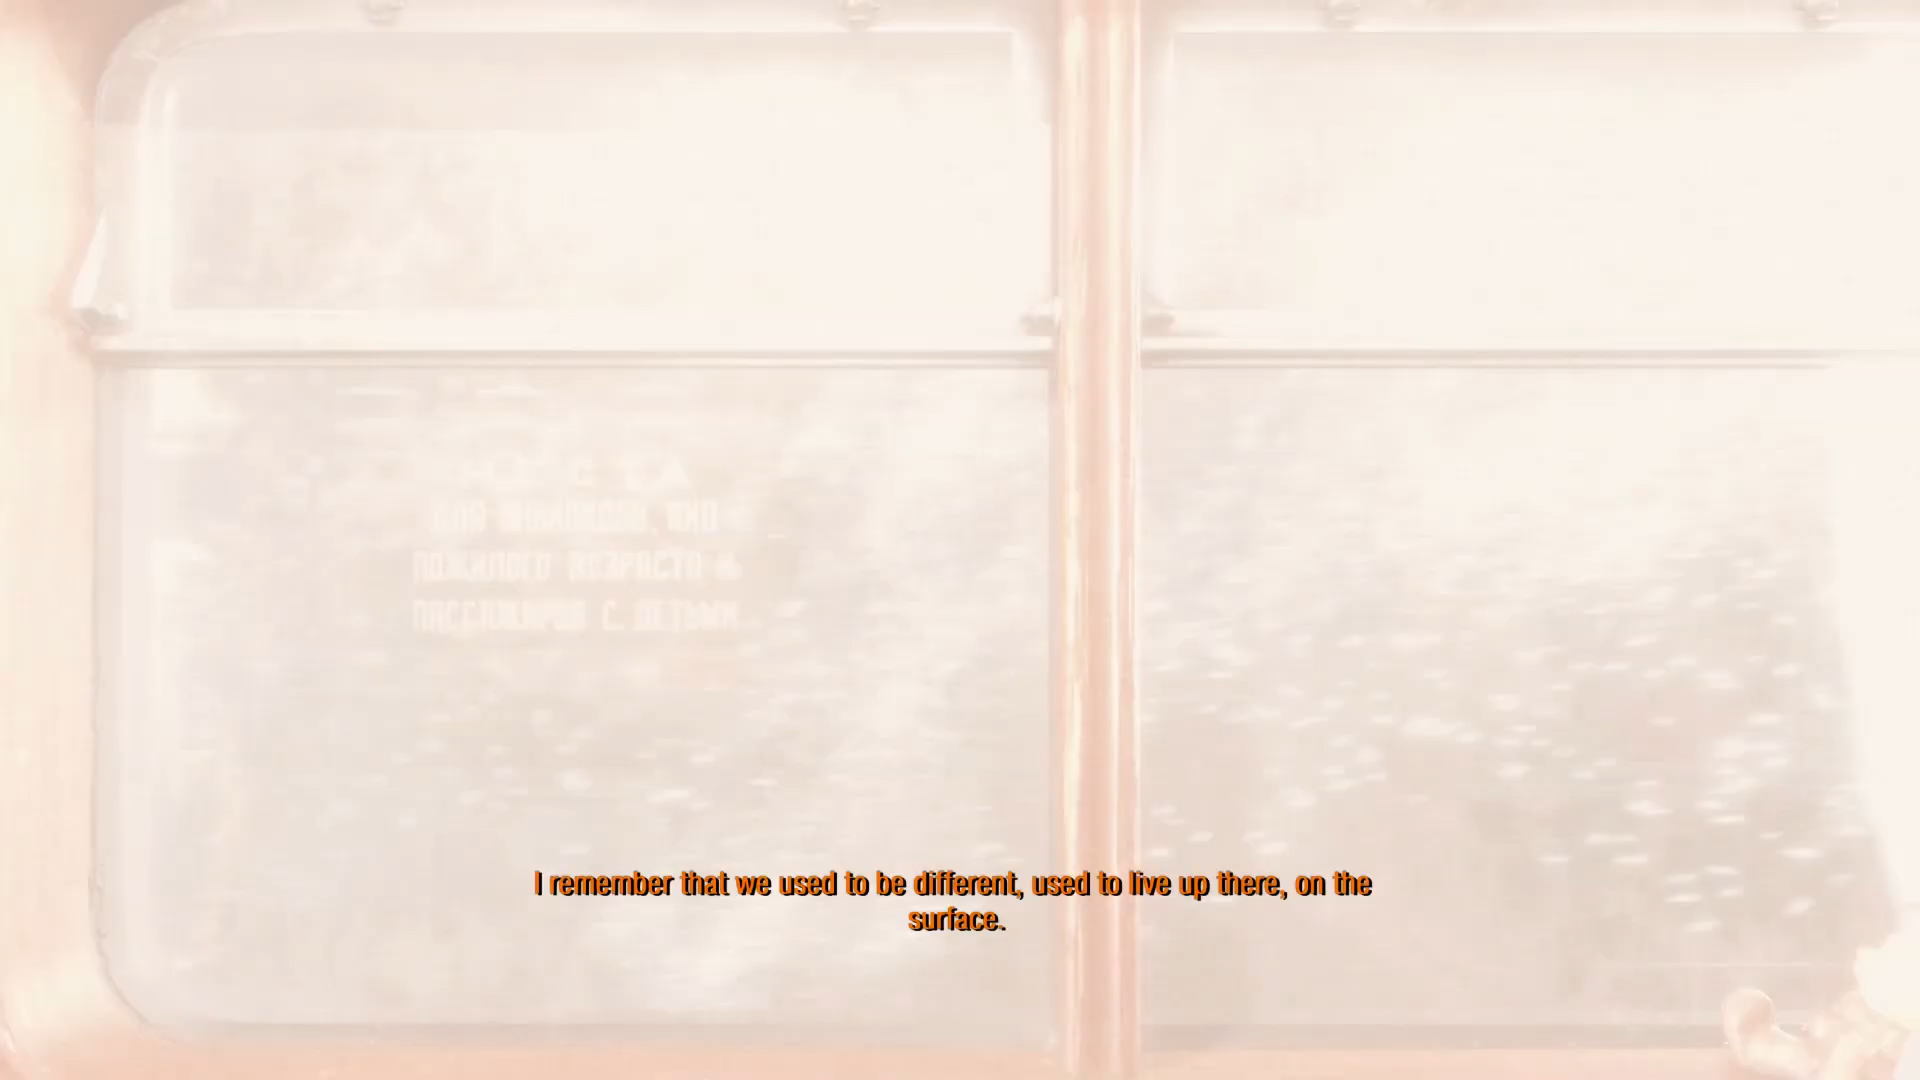 ПОЖИЛОГО ВОЗРАСТА И
ПАССАЖИРОВ С ДЕТЬМИ
I remember that we used to be different, used to live up there, on the
surface.